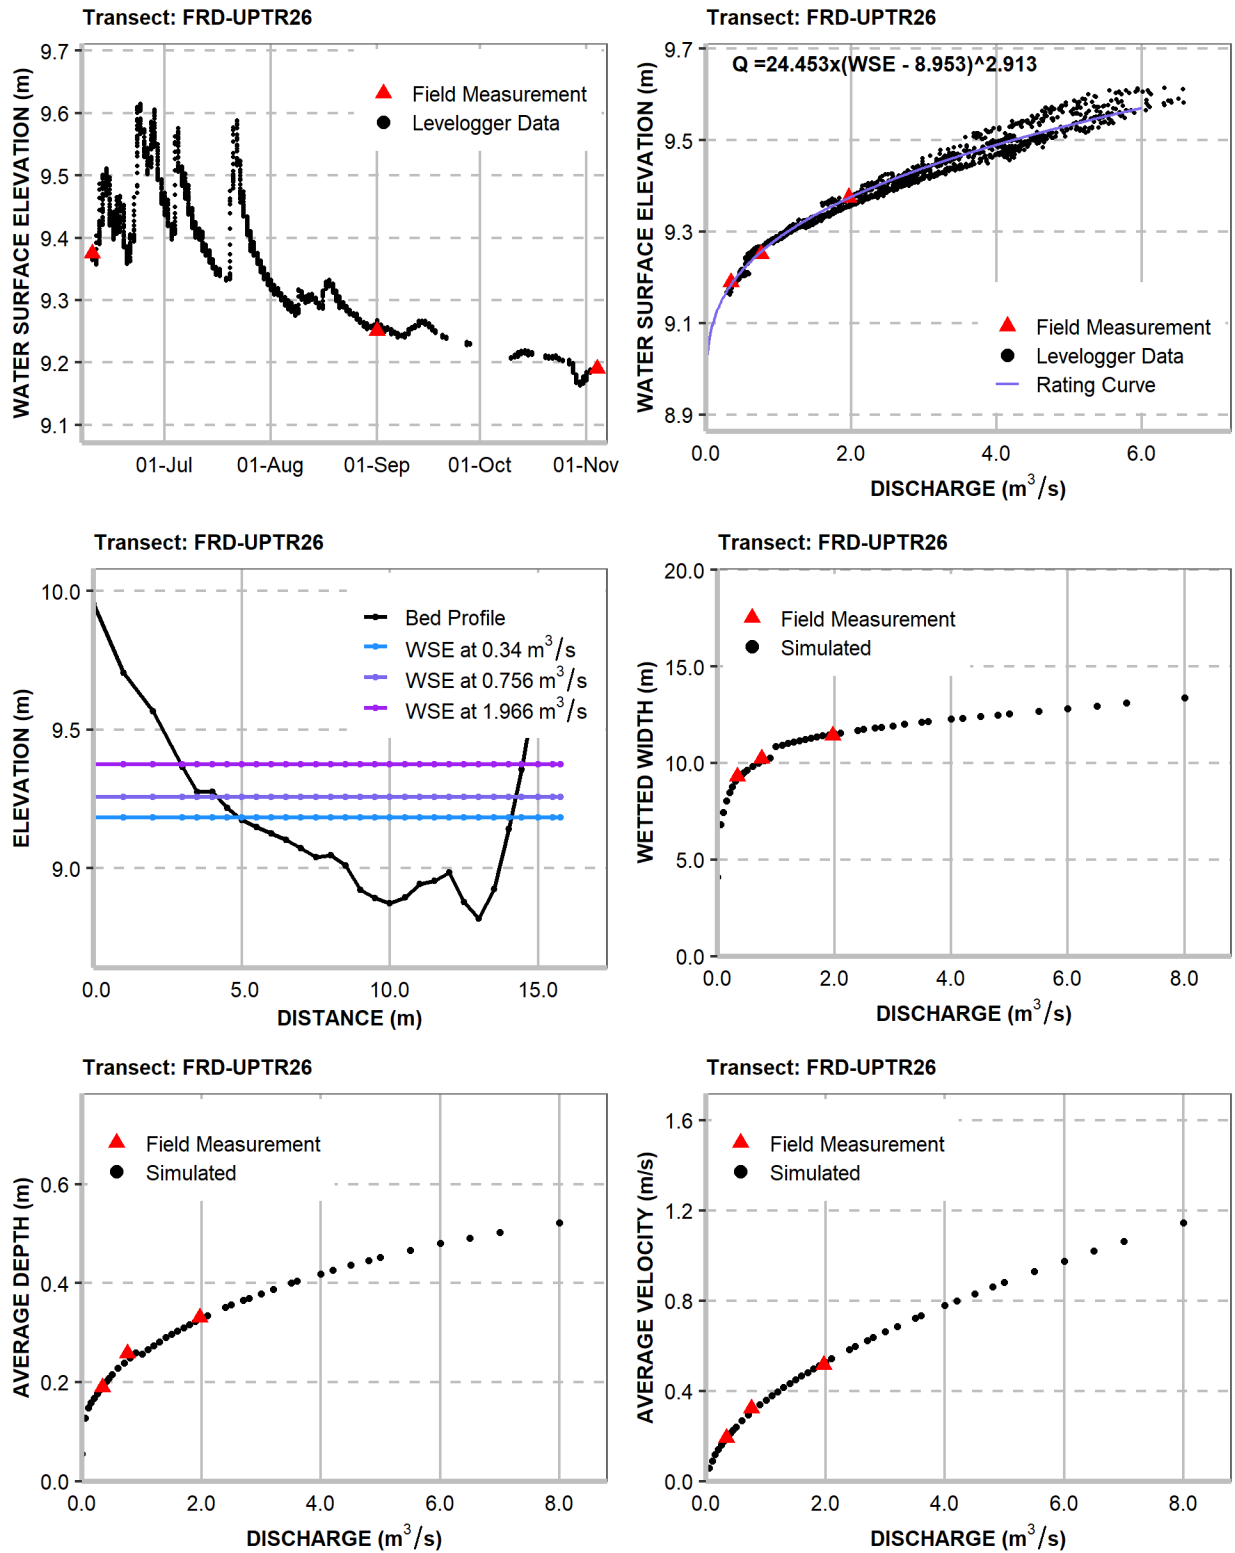 Transect: FRD-UPTR26
WATER SURFACE ELEVATION (m)
9.7
9.6
9.5
9.4
9.3
9.2
9.1
Field Measurement
Levelogger Data
01-Jul
01-Aug
01-Sep
01-Oct
01-Nov
Transect: FRD-UPTR26
Q =24.453x(WSE - 8.953)^2.913
WATER SURFACE ELEVATION (m)
9.7
9.5
9.3
9.1
8.9
Field Measurement
Levelogger Data
Rating Curve
0.0
2.0
4.0
6.0
DISCHARGE (m³/s)
Transect: FRD-UPTR26
ELEVATION (m)
10.0
9.5
9.0
Bed Profile
WSE at 0.34 m³/s
WSE at 0.756 m³/s
WSE at 1.966 m³/s
0.0
5.0
10.0
15.0
DISTANCE (m)
Transect: FRD-UPTR26
WETTED WIDTH (m)
20.0
15.0
10.0
5.0
0.0
Field Measurement
Simulated
0.0
2.0
4.0
6.0
8.0
DISCHARGE (m³/s)
Transect: FRD-UPTR26
AVERAGE DEPTH (m)
0.6
0.4
0.2
0.0
Field Measurement
Simulated
0.0
2.0
4.0
6.0
8.0
DISCHARGE (m³/s)
Transect: FRD-UPTR26
AVERAGE VELOCITY (m/s)
1.6
1.2
0.8
0.4
0.0
Field Measurement
Simulated
0.0
2.0
4.0
6.0
8.0
DISCHARGE (m³/s)